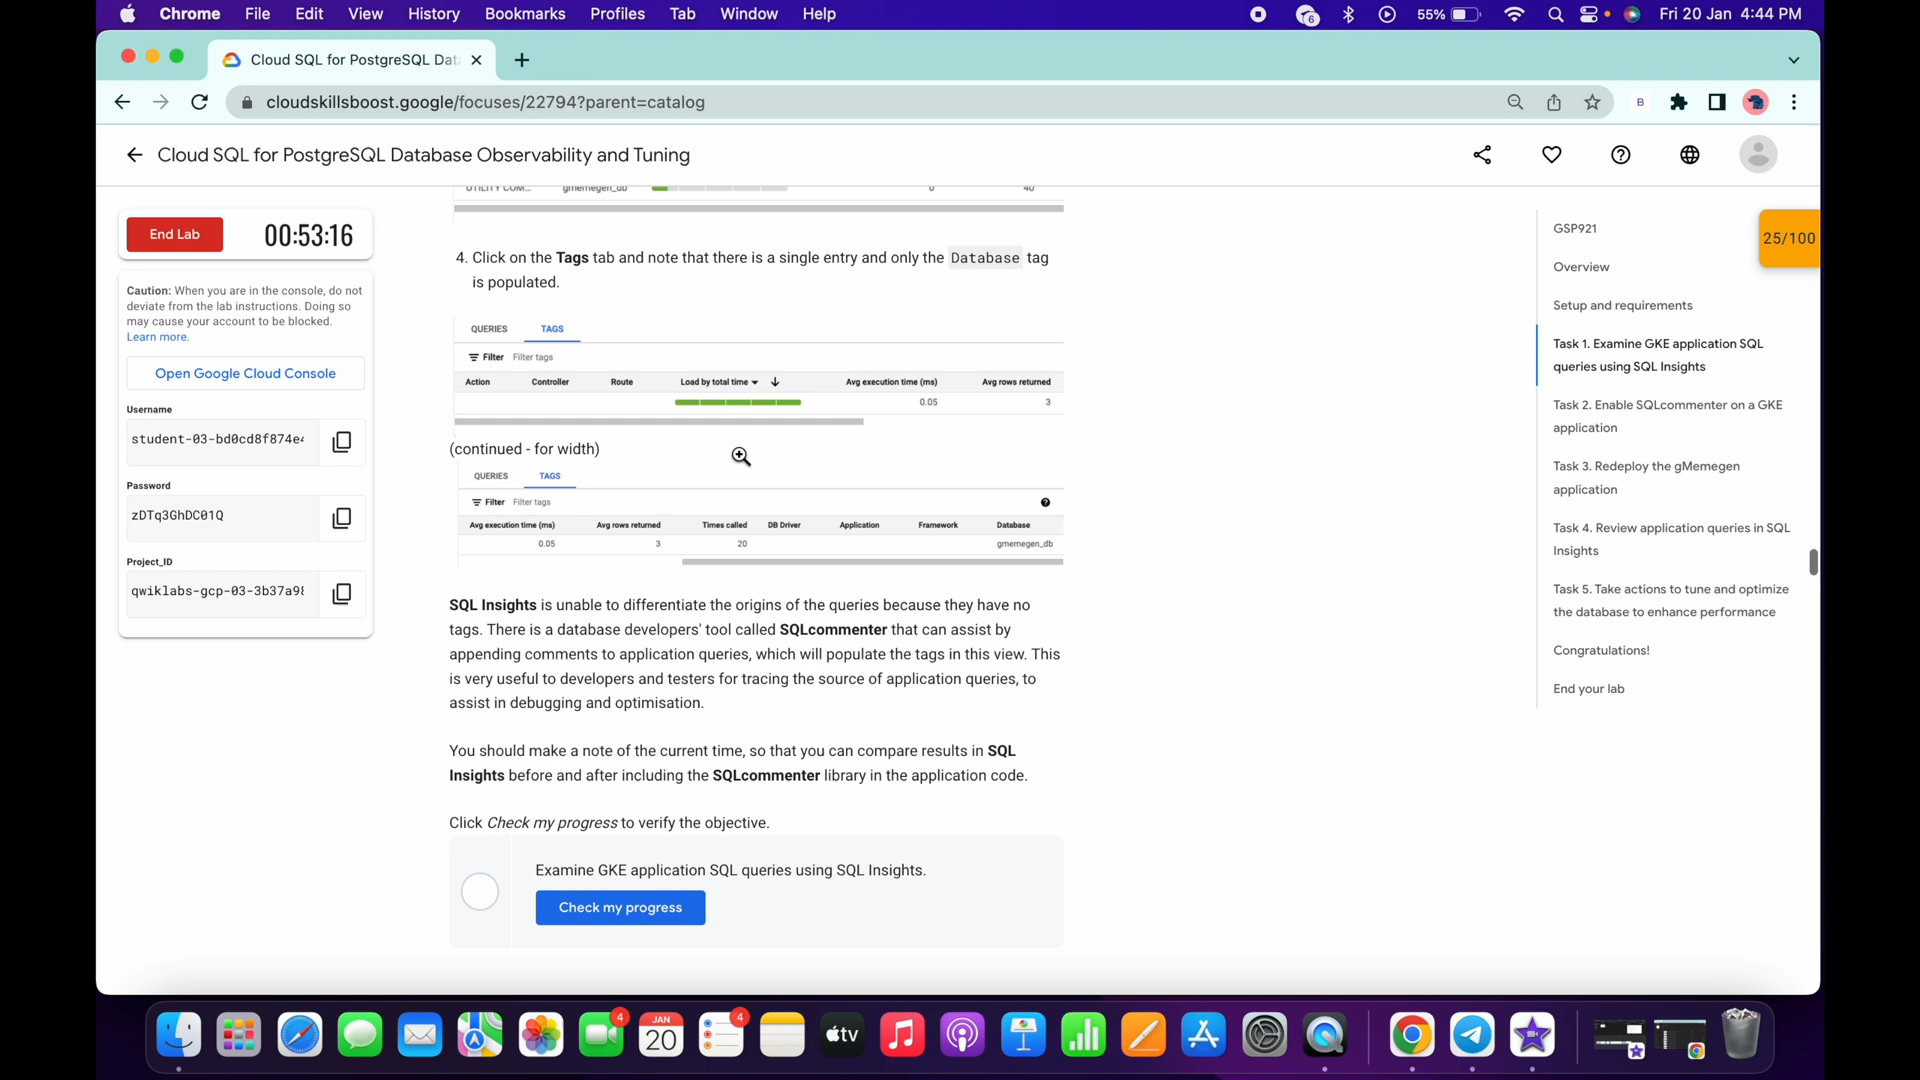 Chrome File Edit View History Bookmarks Profiles Tab Window Help 6 55% Fri 20 Jan 4:44 PM
Cloud SQL for PostgreSQL Dat
cloudskillsboost.google/focuses/22794?parent=catalog B
Cloud SQL for PostgreSQL Database Observability and Tuning
UTILITY COM... gmemegen_db 0 40
End Lab 00:53:16
Caution: When you are in the console, do not
deviate from the lab instructions. Doing so
may cause your account to be blocked.
Learn more.
Open Google Cloud Console
Username
student-03-bd0cd8f874e
Password
zDTq3GhDC01Q
Project_ID
qwiklabs-gcp-03-3b37a98
4. Click on the Tags tab and note that there is a single entry and only the Database tag
is populated.
QUERIES TAGS
Filter Filter tags
Action Controller Route Load by total time Avg execution time (ms) Avg rows returned
0.05 3
(continued - for width)
QUERIES TAGS
Filter Filter tags
Avg execution time (ms) Avg rows returned Times called DB Driver Application Framework Database
0.05 3 20 gmemegen_db
SQL Insights is unable to differentiate the origins of the queries because they have no
tags. There is a database developers' tool called SQLcommenter that can assist by
appending comments to application queries, which will populate the tags in this view. This
is very useful to developers and testers for tracing the source of application queries, to
assist in debugging and optimisation.
You should make a note of the current time, so that you can compare results in SQL
Insights before and after including the SQLcommenter library in the application code.
Click Check my progress to verify the objective.
Examine GKE application SQL queries using SQL Insights.
Check my progress
GSP921
25/100
Overview
Setup and requirements
Task 1. Examine GKE application SQL
queries using SQL Insights
Task 2. Enable SQLcommenter on a GKE
application
Task 3. Redeploy the gMemegen
application
Task 4. Review application queries in SQL
Insights
Task 5. Take actions to tune and optimize
the database to enhance performance
Congratulations!
End your lab
4 JAN 20 4 tv